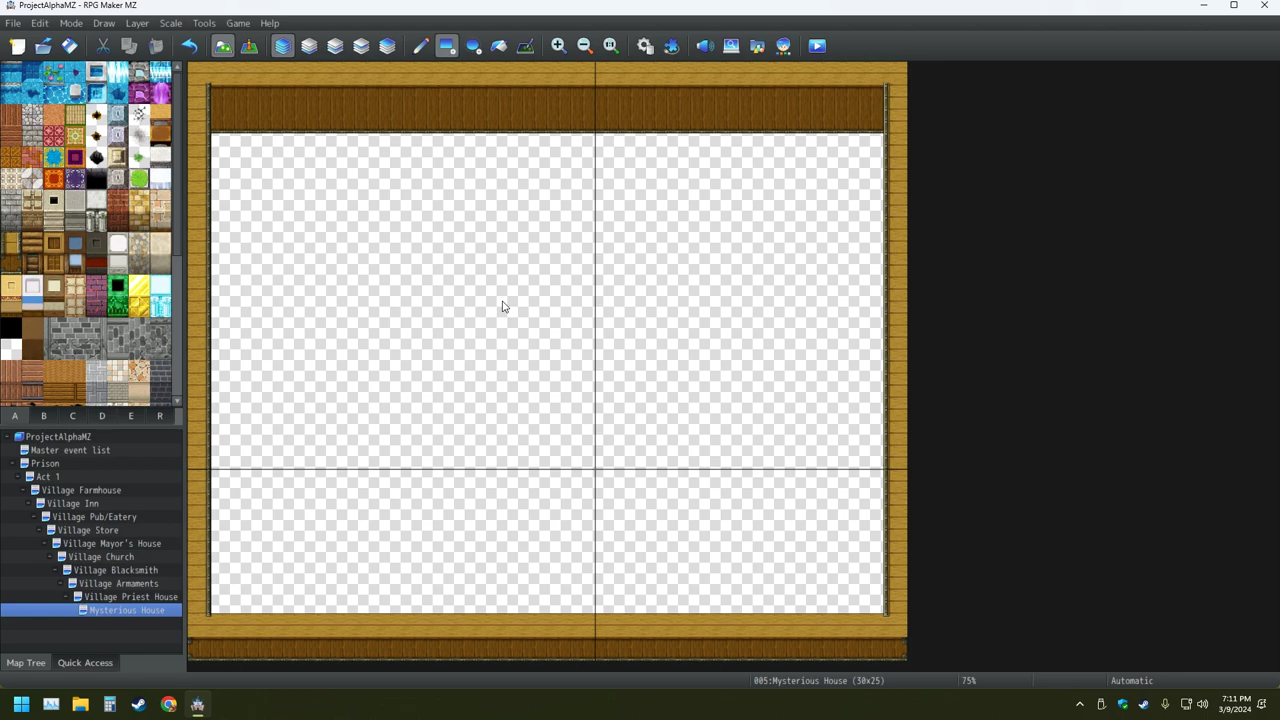 ProjectAlphaMZ - RPG Maker MZ
File Edit Mode Draw Layer Scale Tools Game Help
A B C D E R
ProjectAlphaMZ
Master event list
Prison
Act 1
Village Farmhouse
Village Inn
Village Pub/Eatery
Village Store
Village Mayor's House
Village Church
Village Blacksmith
Village Armaments
Village Priest House
Mysterious House
Map Tree Quick Access
005:Mysterious House (30x25) 75% Automatic
7:11 PM
3/9/2024